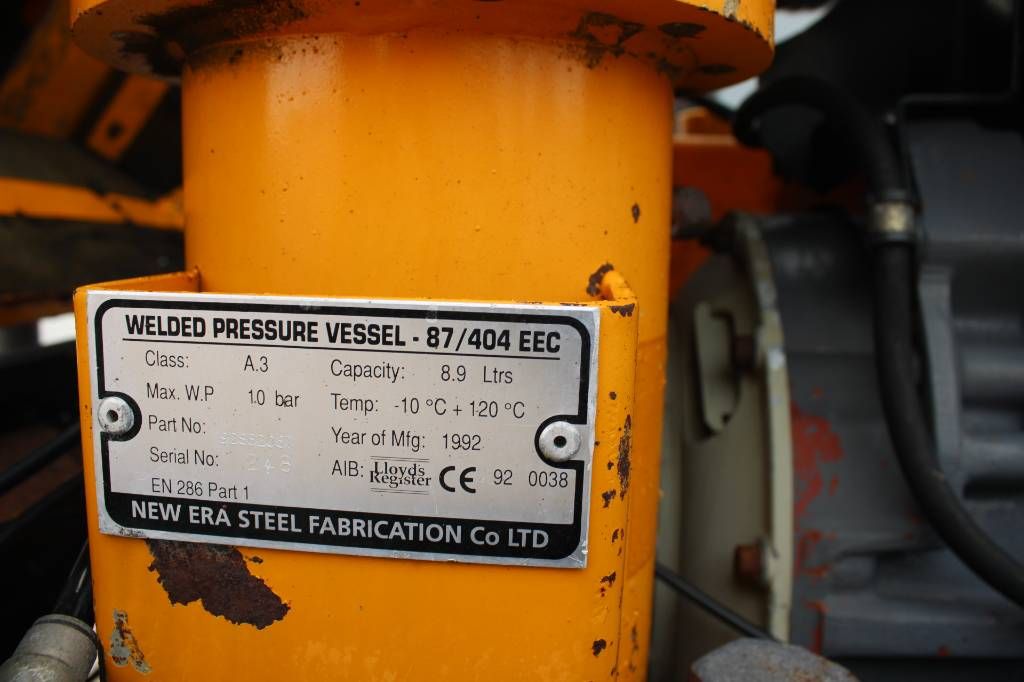 WELDED PRESSURE VESSEL - 87/404 EEC
Class: A.3
Max. W.P 10 bar
Part No:
Serial No: 248
EN 286 Part 1
Capacity: 8.9 Ltrs
Temp: -10 °C + 120 °C
Year of Mfg: 1992
AIB: Lloyd's Register CE 92 0038
NEW ERA STEEL FABRICATION Co LTD